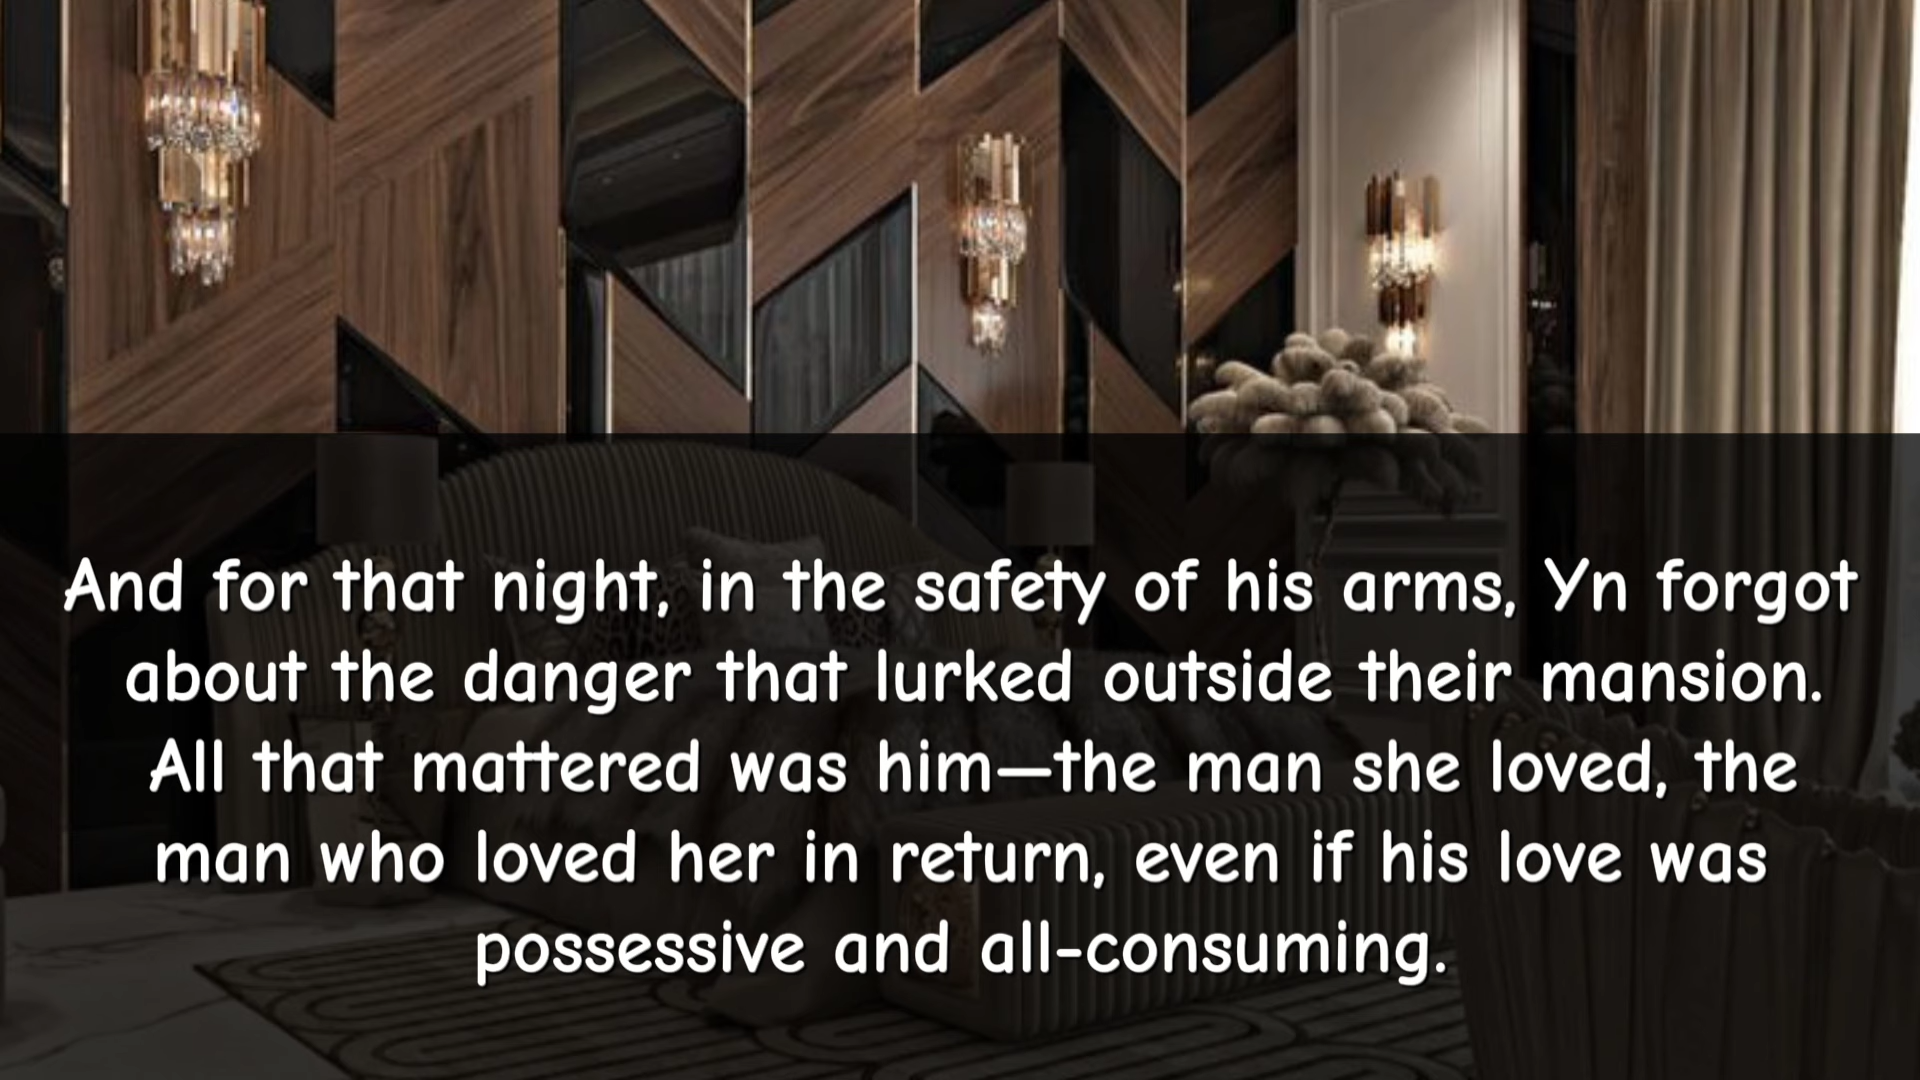 And for that night, in the safety of his arms, Yn forgot
about the danger that lurked outside their mansion.
All that mattered was him—the man she loved, the
man who loved her in return, even if his love was
possessive and all-consuming.